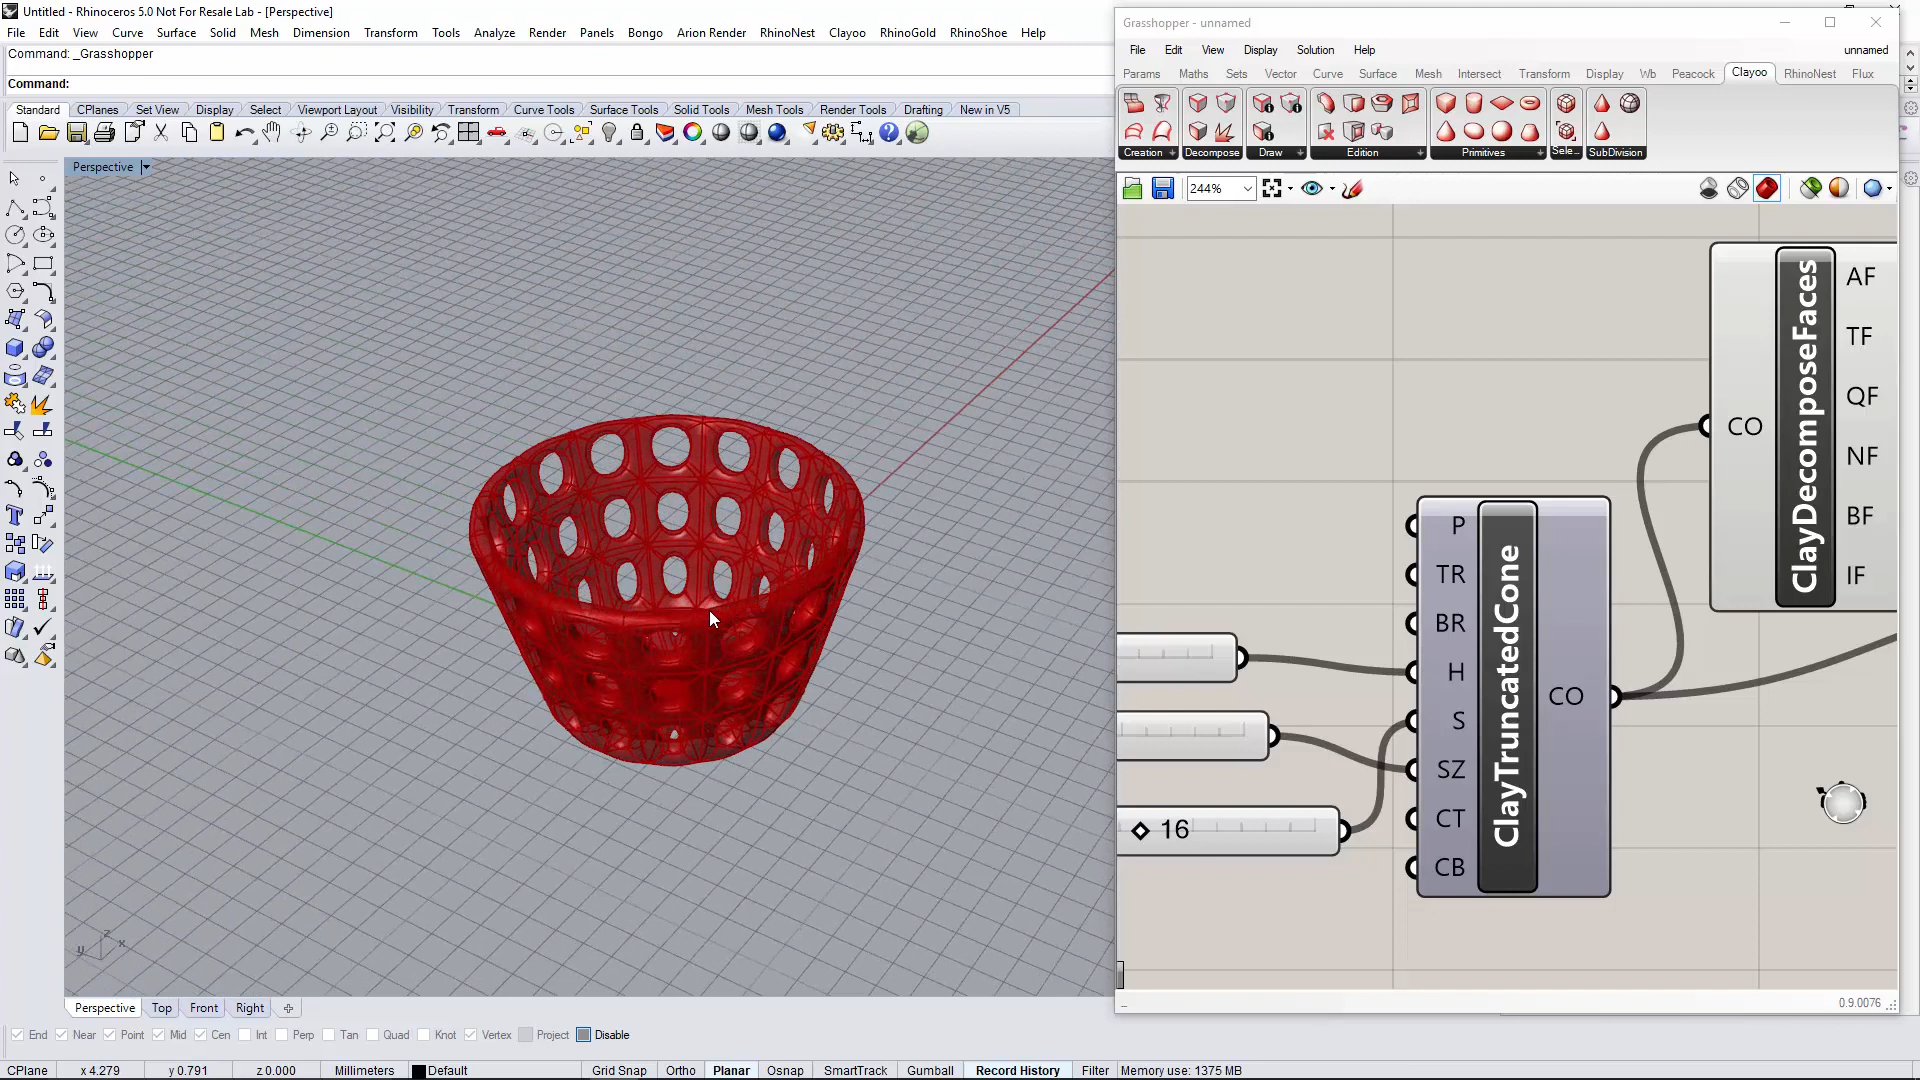 Untitled - Rhinoceros 5.0 Not For Resale Lab - [Perspective]
File Edit View Curve Surface Solid Mesh Dimension Transform Tools Analyze Render Panels Bongo Arion Render RhinoNest Clayoo RhinoGold RhinoShoe Help
Command: _Grasshopper
Command:
Standard CPlanes Set View Display Select Viewport Layout Visibility Transform Curve Tools Surface Tools Solid Tools Mesh Tools Render Tools Drafting New in V5
Perspective
z
y x
Perspective Top Front Right
End Near Point Mid Cen Int Perp Tan Quad Knot Vertex Project Disable
CPlane x 4.279 y 0.791 z 0.000 Millimeters Default Grid Snap Ortho Planar Osnap SmartTrack Gumball Record History Filter Memory use: 1375 MB
Grasshopper - unnamed
File Edit View Display Solution Help unnamed
Params Maths Sets Vector Curve Surface Mesh Intersect Transform Display Wb Peacock Clayoo RhinoNest Flux
Creation Decompose Draw Edition Primitives Sele... SubDivision
244%
CO ClayDecomposeFaces
AF
TF
QF
NF
BF
IF
P
TR
BR
H
S
SZ
CT
CB
ClayTruncatedCone
CO
16
0.9.0076